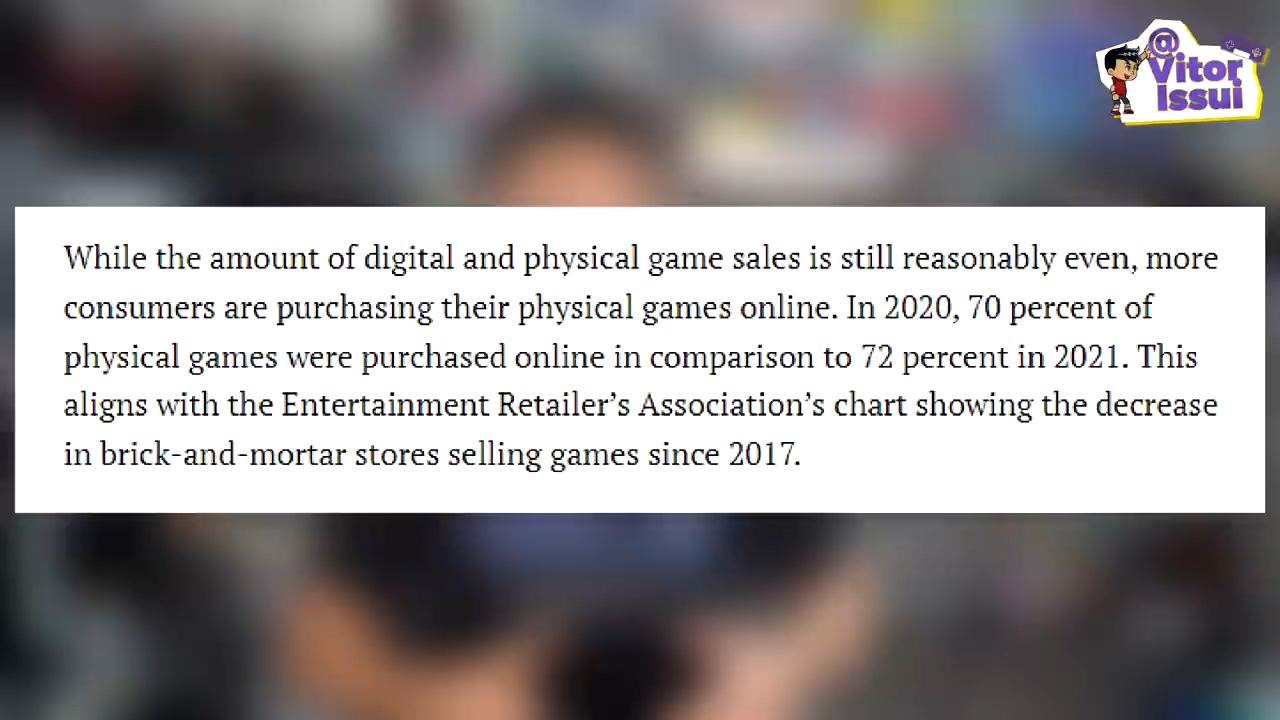 @
Vitor
Issui
While the amount of digital and physical game sales is still reasonably even, more
consumers are purchasing their physical games online. In 2020, 70 percent of
physical games were purchased online in comparison to 72 percent in 2021. This
aligns with the Entertainment Retailer’s Association’s chart showing the decrease
in brick-and-mortar stores selling games since 2017.